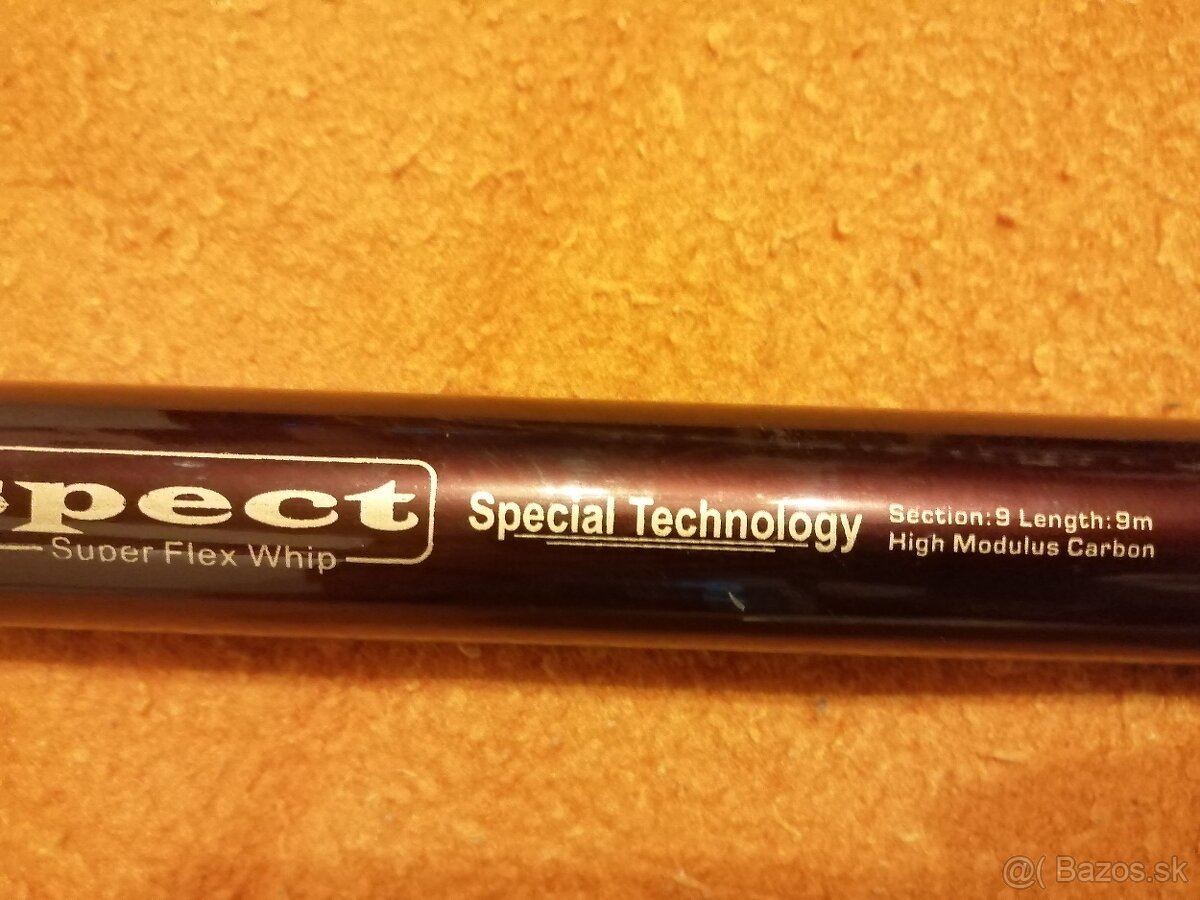 spect
Super Flex Whip
Special Technology
Section:9 Length:9m
High Modulus Carbon
@( Bazos.sk